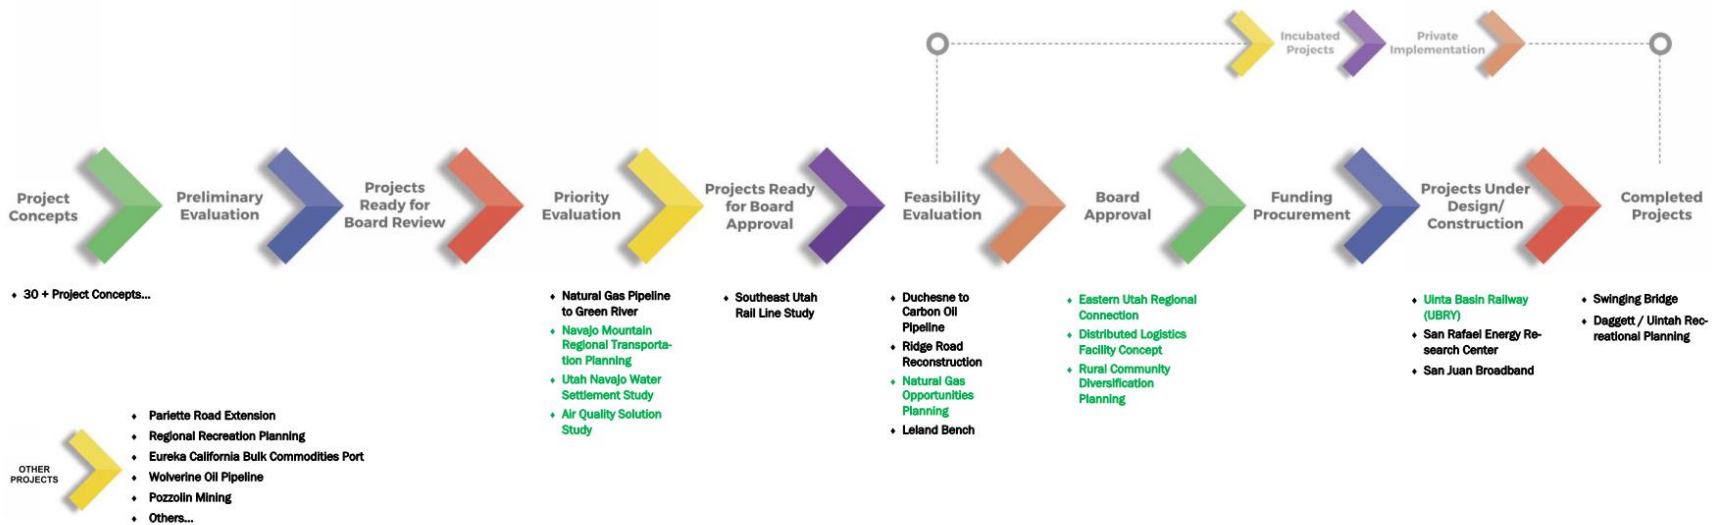 Incubated
Projects
Private
Implementation
Project
Concepts
Preliminary
Evaluation
Projects
Ready for
Board Review
Priority
Evaluation
Projects Ready
for Board
Approval
Feasibility
Evaluation
Board
Approval
Funding
Procurement
Projects Under
Design/
Construction
Completed
Projects
♦ 30 + Project Concepts...
♦ Natural Gas Pipeline
to Green River
♦ Navajo Mountain
Regional Transporta-
tion Planning
♦ Utah Navajo Water
Settlement Study
♦ Air Quality Solution
Study
♦ Southeast Utah
Rail Line Study
♦ Duchesne to
Carbon Oil
Pipeline
♦ Ridge Road
Reconstruction
♦ Natural Gas
Opportunities
Planning
♦ Leland Bench
♦ Eastern Utah Regional
Connection
♦ Distributed Logistics
Facility Concept
♦ Rural Community
Diversification
Planning
♦ Uinta Basin Railway
(UBRY)
♦ San Rafael Energy Re-
search Center
♦ San Juan Broadband
♦ Swinging Bridge
♦ Daggett / Uintah Rec-
reational Planning
OTHER
PROJECTS
♦ Pariette Road Extension
♦ Regional Recreation Planning
♦ Eureka California Bulk Commodities Port
♦ Wolverine Oil Pipeline
♦ Pozzolin Mining
♦ Others...